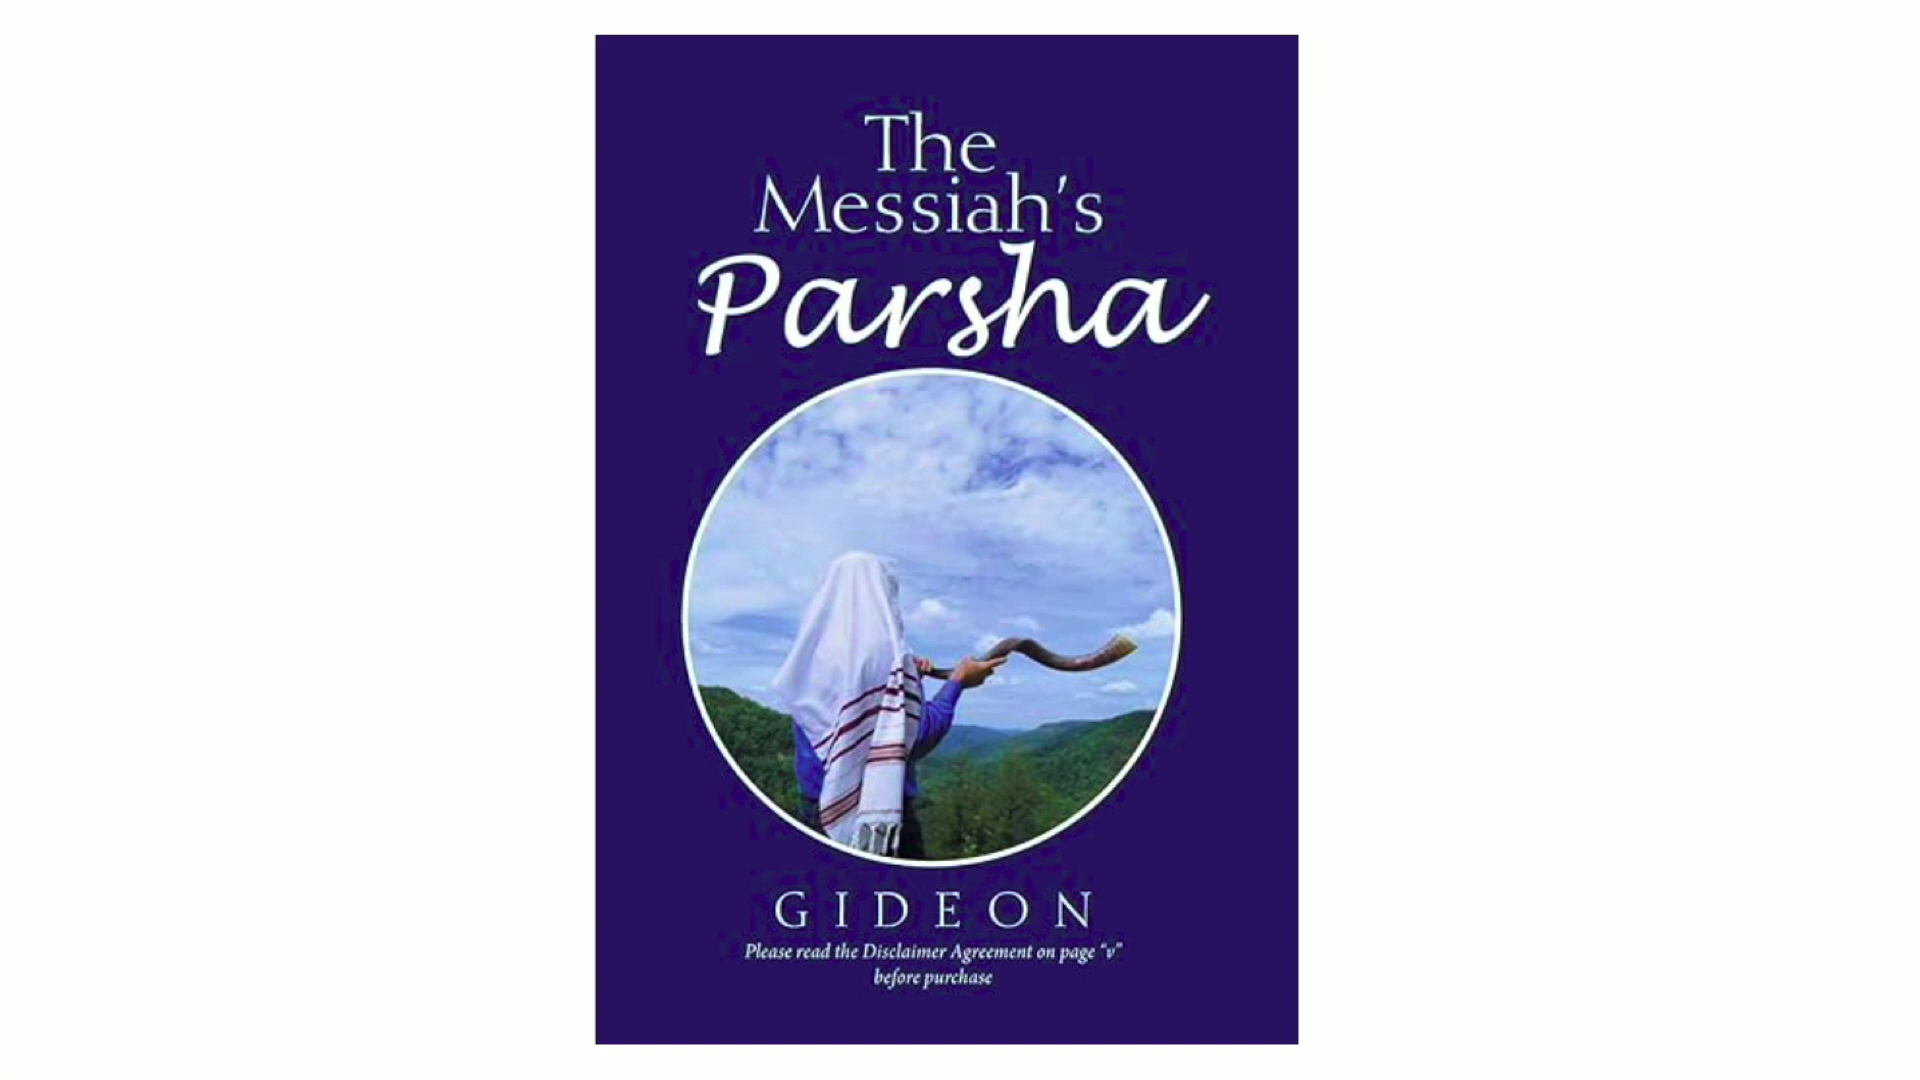 The
Messiah's
Parsha
GIDEON
Please read the Disclaimer Agreement on page “v”
before purchase